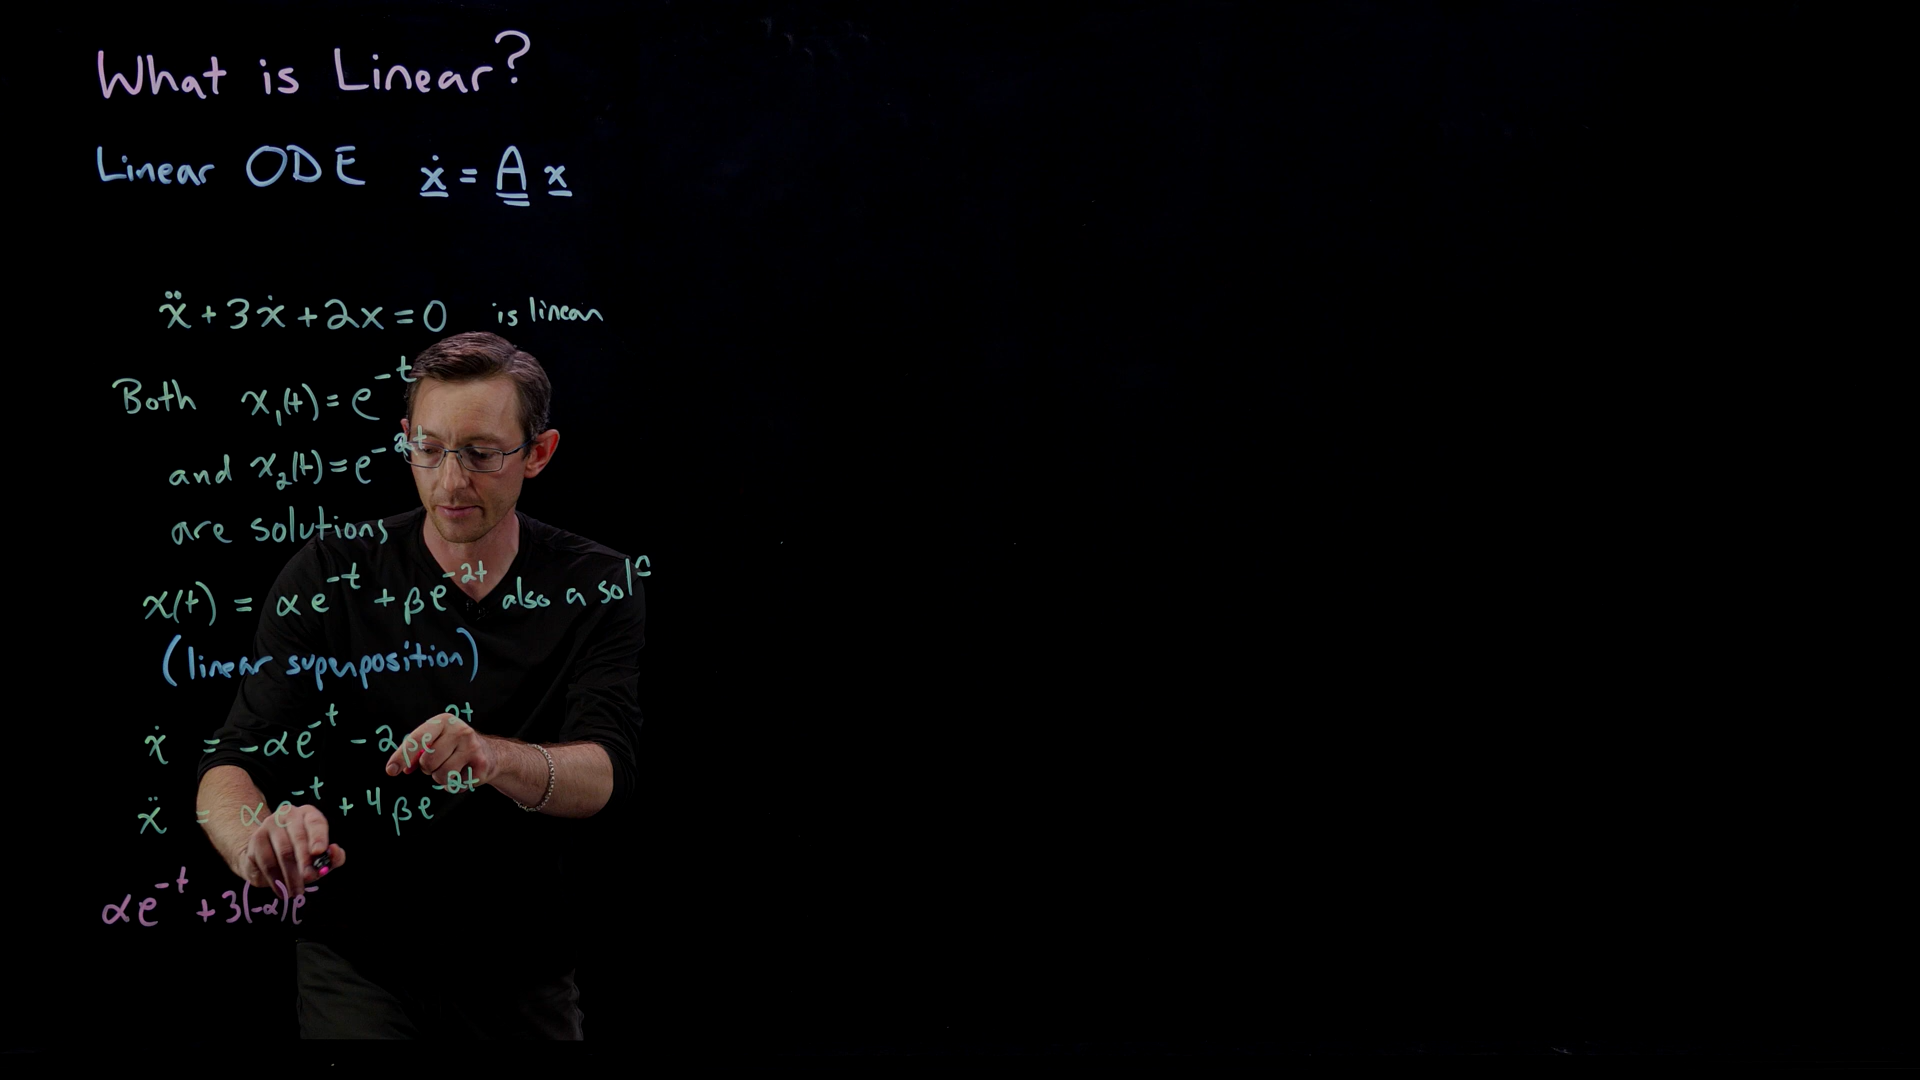 What is Linear?
Linear ODE ẋ = A x
ẍ + 3ẋ + 2x = 0 is linear
Both x₁(t) = e^-t
and x₂(t) = e^-2t
are solutions
x(t) = αe^-t + βe^-2t also a solⁿ
(linear superposition)
ẋ = -αe^-t - 2βe^-2t
ẍ = αe^-t + 4βe^-2t
αe^-t + 3(-α)e^-